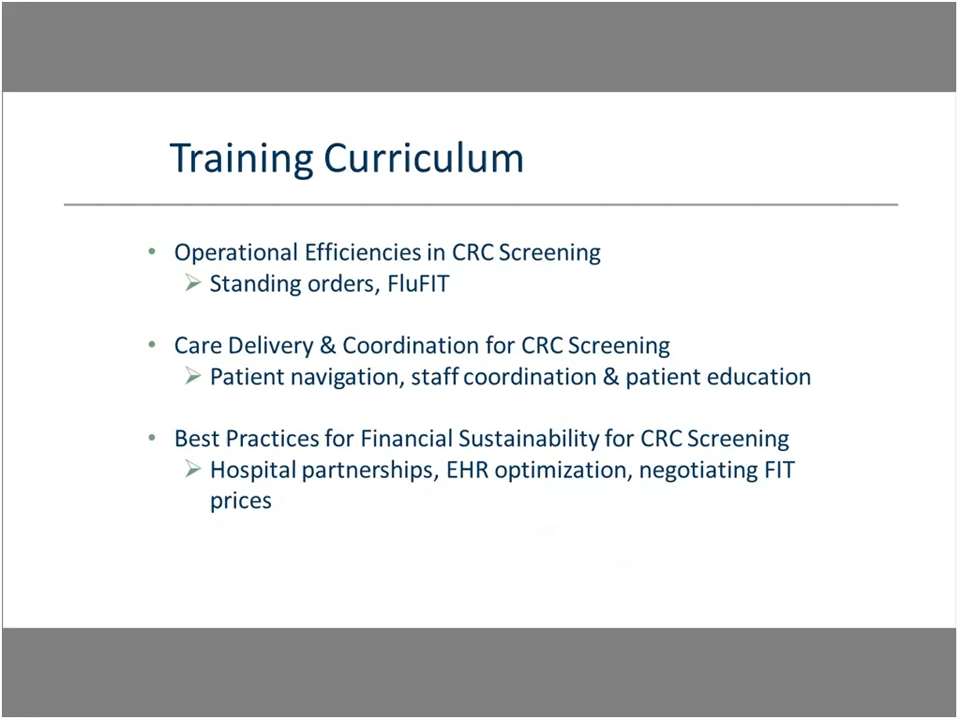 Training Curriculum
• Operational Efficiencies in CRC Screening
➢ Standing orders, FluFIT
• Care Delivery & Coordination for CRC Screening
➢ Patient navigation, staff coordination & patient education
• Best Practices for Financial Sustainability for CRC Screening
➢ Hospital partnerships, EHR optimization, negotiating FIT
prices